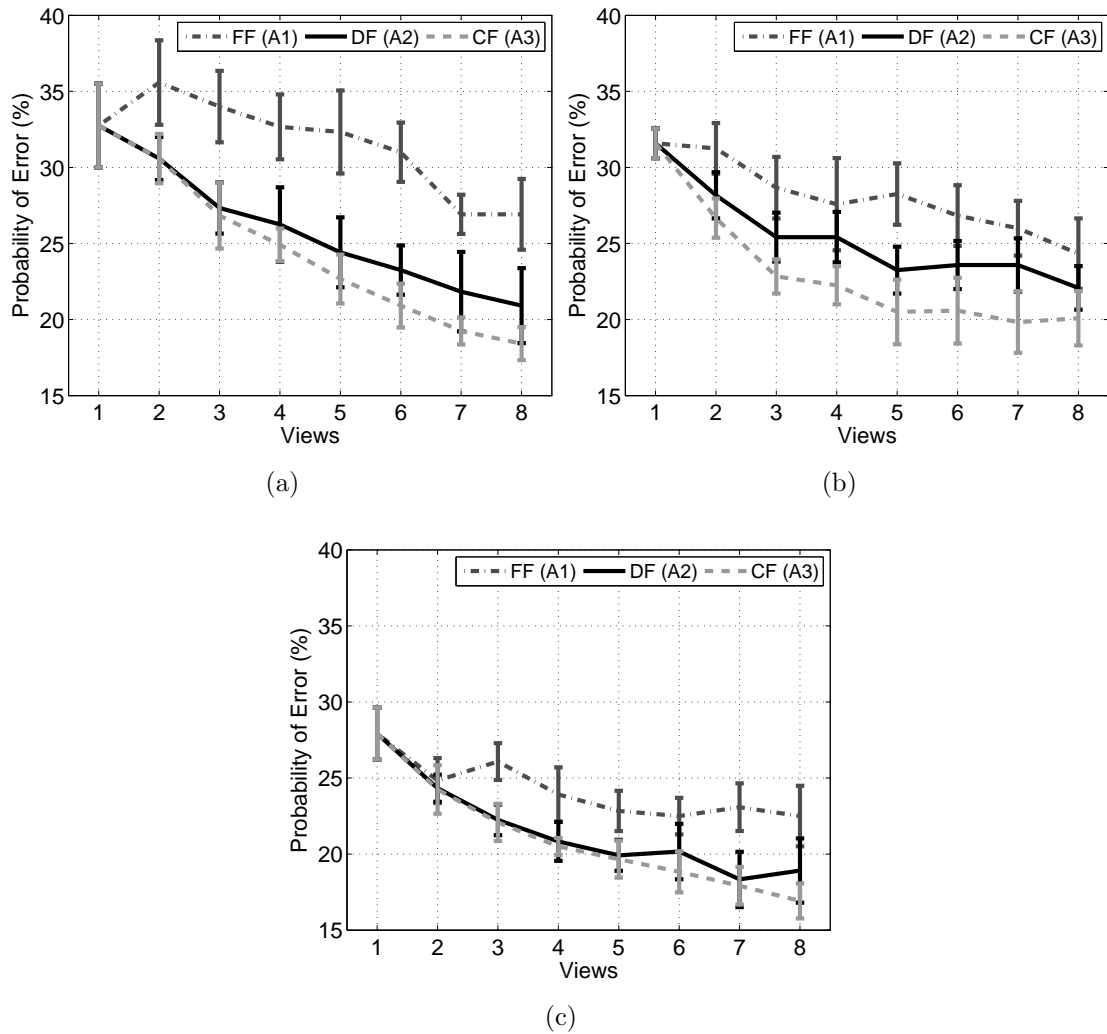 FF (A1) DF (A2) CF (A3)
40
35
30
25
20
15
Probability of Error (%)
1 2 3 4 5 6 7 8
Views
(a)
FF (A1) DF (A2) CF (A3)
40
35
30
25
20
15
Probability of Error (%)
1 2 3 4 5 6 7 8
Views
(b)
FF (A1) DF (A2) CF (A3)
40
35
30
25
20
15
Probability of Error (%)
1 2 3 4 5 6 7 8
Views
(c)